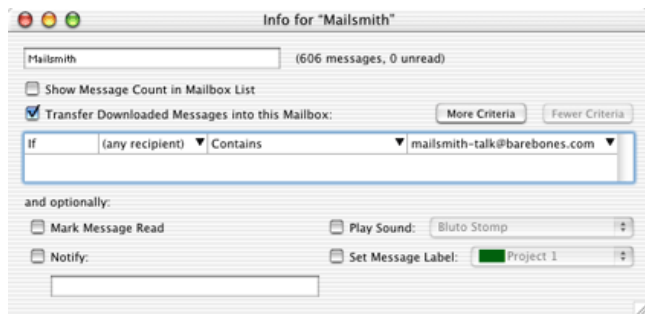 Info for “Mailsmith”
Mailsmith (606 messages, 0 unread)
Show Message Count in Mailbox List
Transfer Downloaded Messages into this Mailbox: More Criteria Fewer Criteria
If (any recipient) Contains mailsmith-talk@barebones.com
and optionally:
Mark Message Read Play Sound: Bluto Stomp
Notify: Set Message Label: Project 1